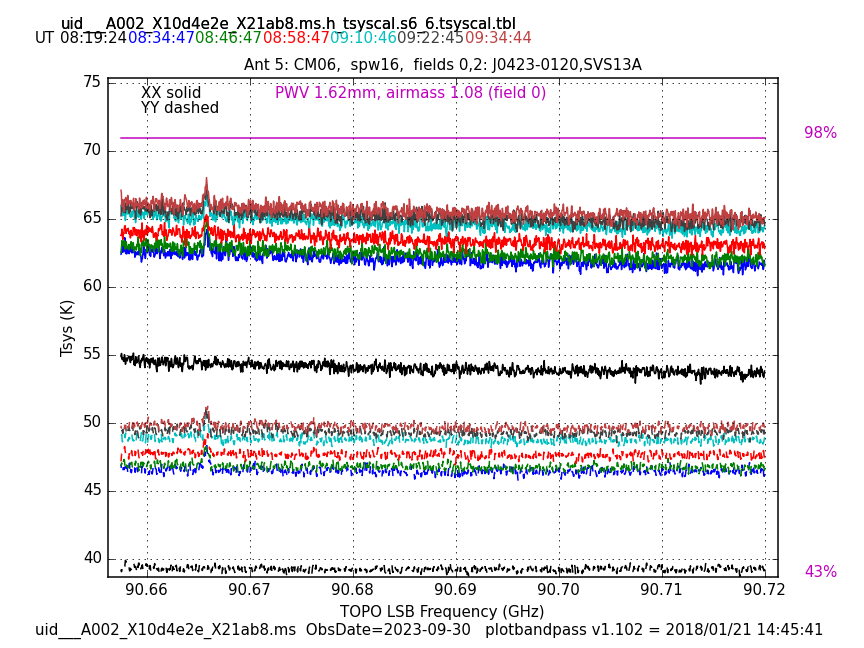 uid___A002_X10d4e2e_X21ab8.ms.h_tsyscal.s6_6.tsyscal.tbl
UT 08:19:24 08:34:47 08:46:47 08:58:47 09:10:46 09:22:45 09:34:44
Ant 5: CM06,  spw16,  fields 0,2: J0423-0120,SVS13A
XX solid
PWV 1.62mm, airmass 1.08 (field 0)
YY dashed
75
70
65
60
55
50
45
40
98%
43%
Tsys (K)
90.66 90.67 90.68 90.69 90.70 90.71 90.72
TOPO LSB Frequency (GHz)
uid___A002_X10d4e2e_X21ab8.ms  ObsDate=2023-09-30   plotbandpass v1.102 = 2018/01/21 14:45:41